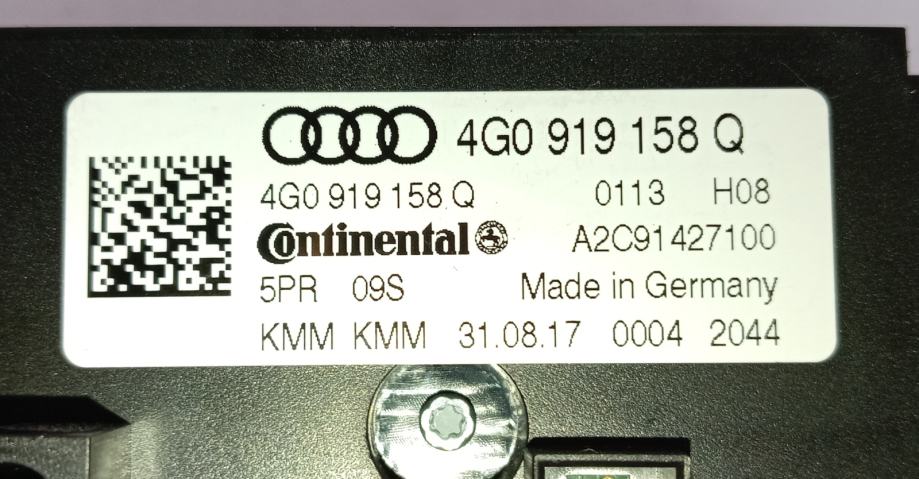 4G0 919 158 Q
4G0 919 158 Q 0113 H08
Continental A2C91427100
5PR 09S Made in Germany
KMM KMM 31.08.17 0004 2044